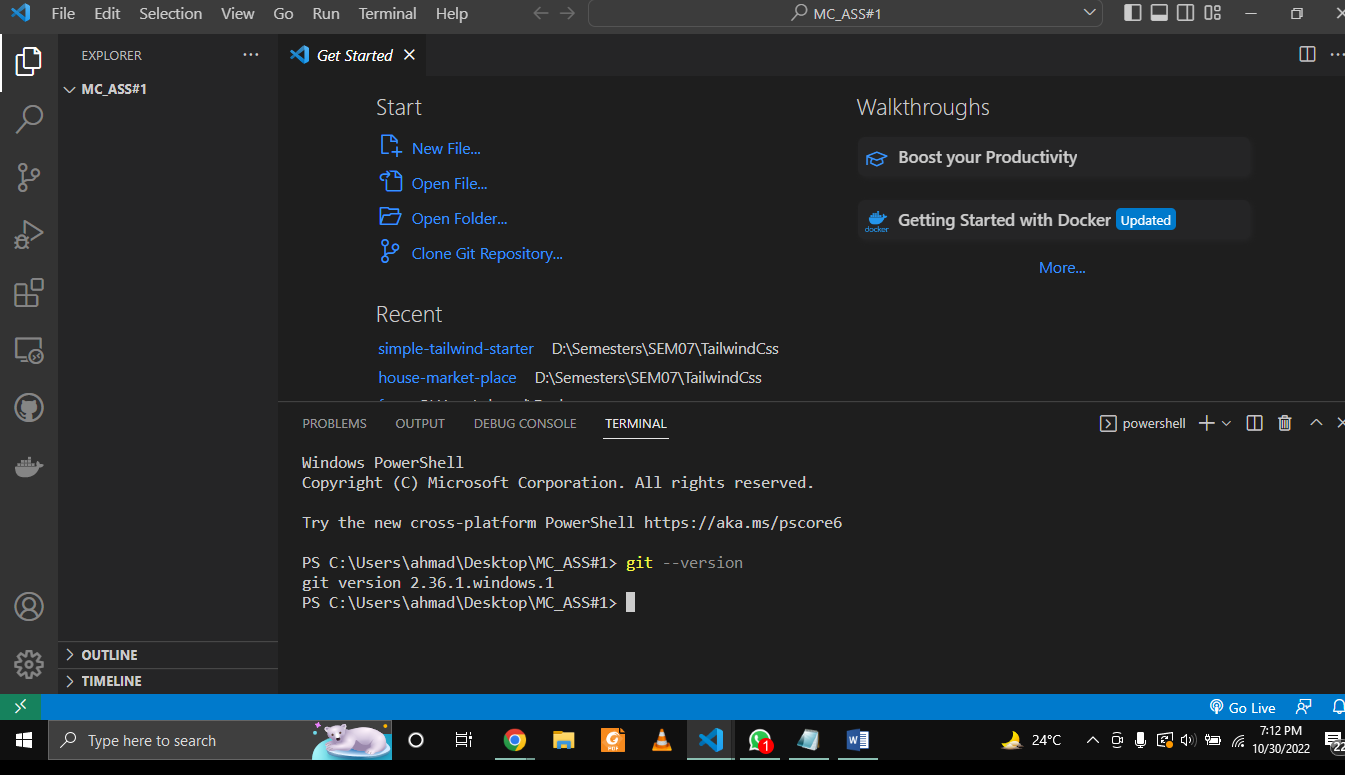 File Edit Selection View Go Run Terminal Help MC_ASS#1
EXPLORER
MC_ASS#1
OUTLINE
TIMELINE
Get Started
Start
New File...
Open File...
Open Folder...
Clone Git Repository...
Recent
simple-tailwind-starter D:\Semesters\SEM07\TailwindCss
house-market-place D:\Semesters\SEM07\TailwindCss
Walkthroughs
Boost your Productivity
docker Getting Started with Docker Updated
More...
PROBLEMS OUTPUT DEBUG CONSOLE TERMINAL powershell
Windows PowerShell
Copyright (C) Microsoft Corporation. All rights reserved.
Try the new cross-platform PowerShell https://aka.ms/pscore6
PS C:\Users\ahmad\Desktop\MC_ASS#1> git --version
git version 2.36.1.windows.1
PS C:\Users\ahmad\Desktop\MC_ASS#1>
Go Live
Type here to search
PDF
1
24°C
7:12 PM
10/30/2022
22